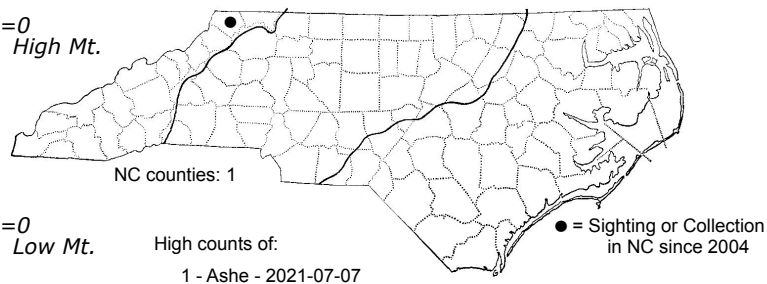 =0
High Mt.
NC counties: 1
=0
Low Mt.
High counts of:
1 - Ashe - 2021-07-07
● = Sighting or Collection
in NC since 2004